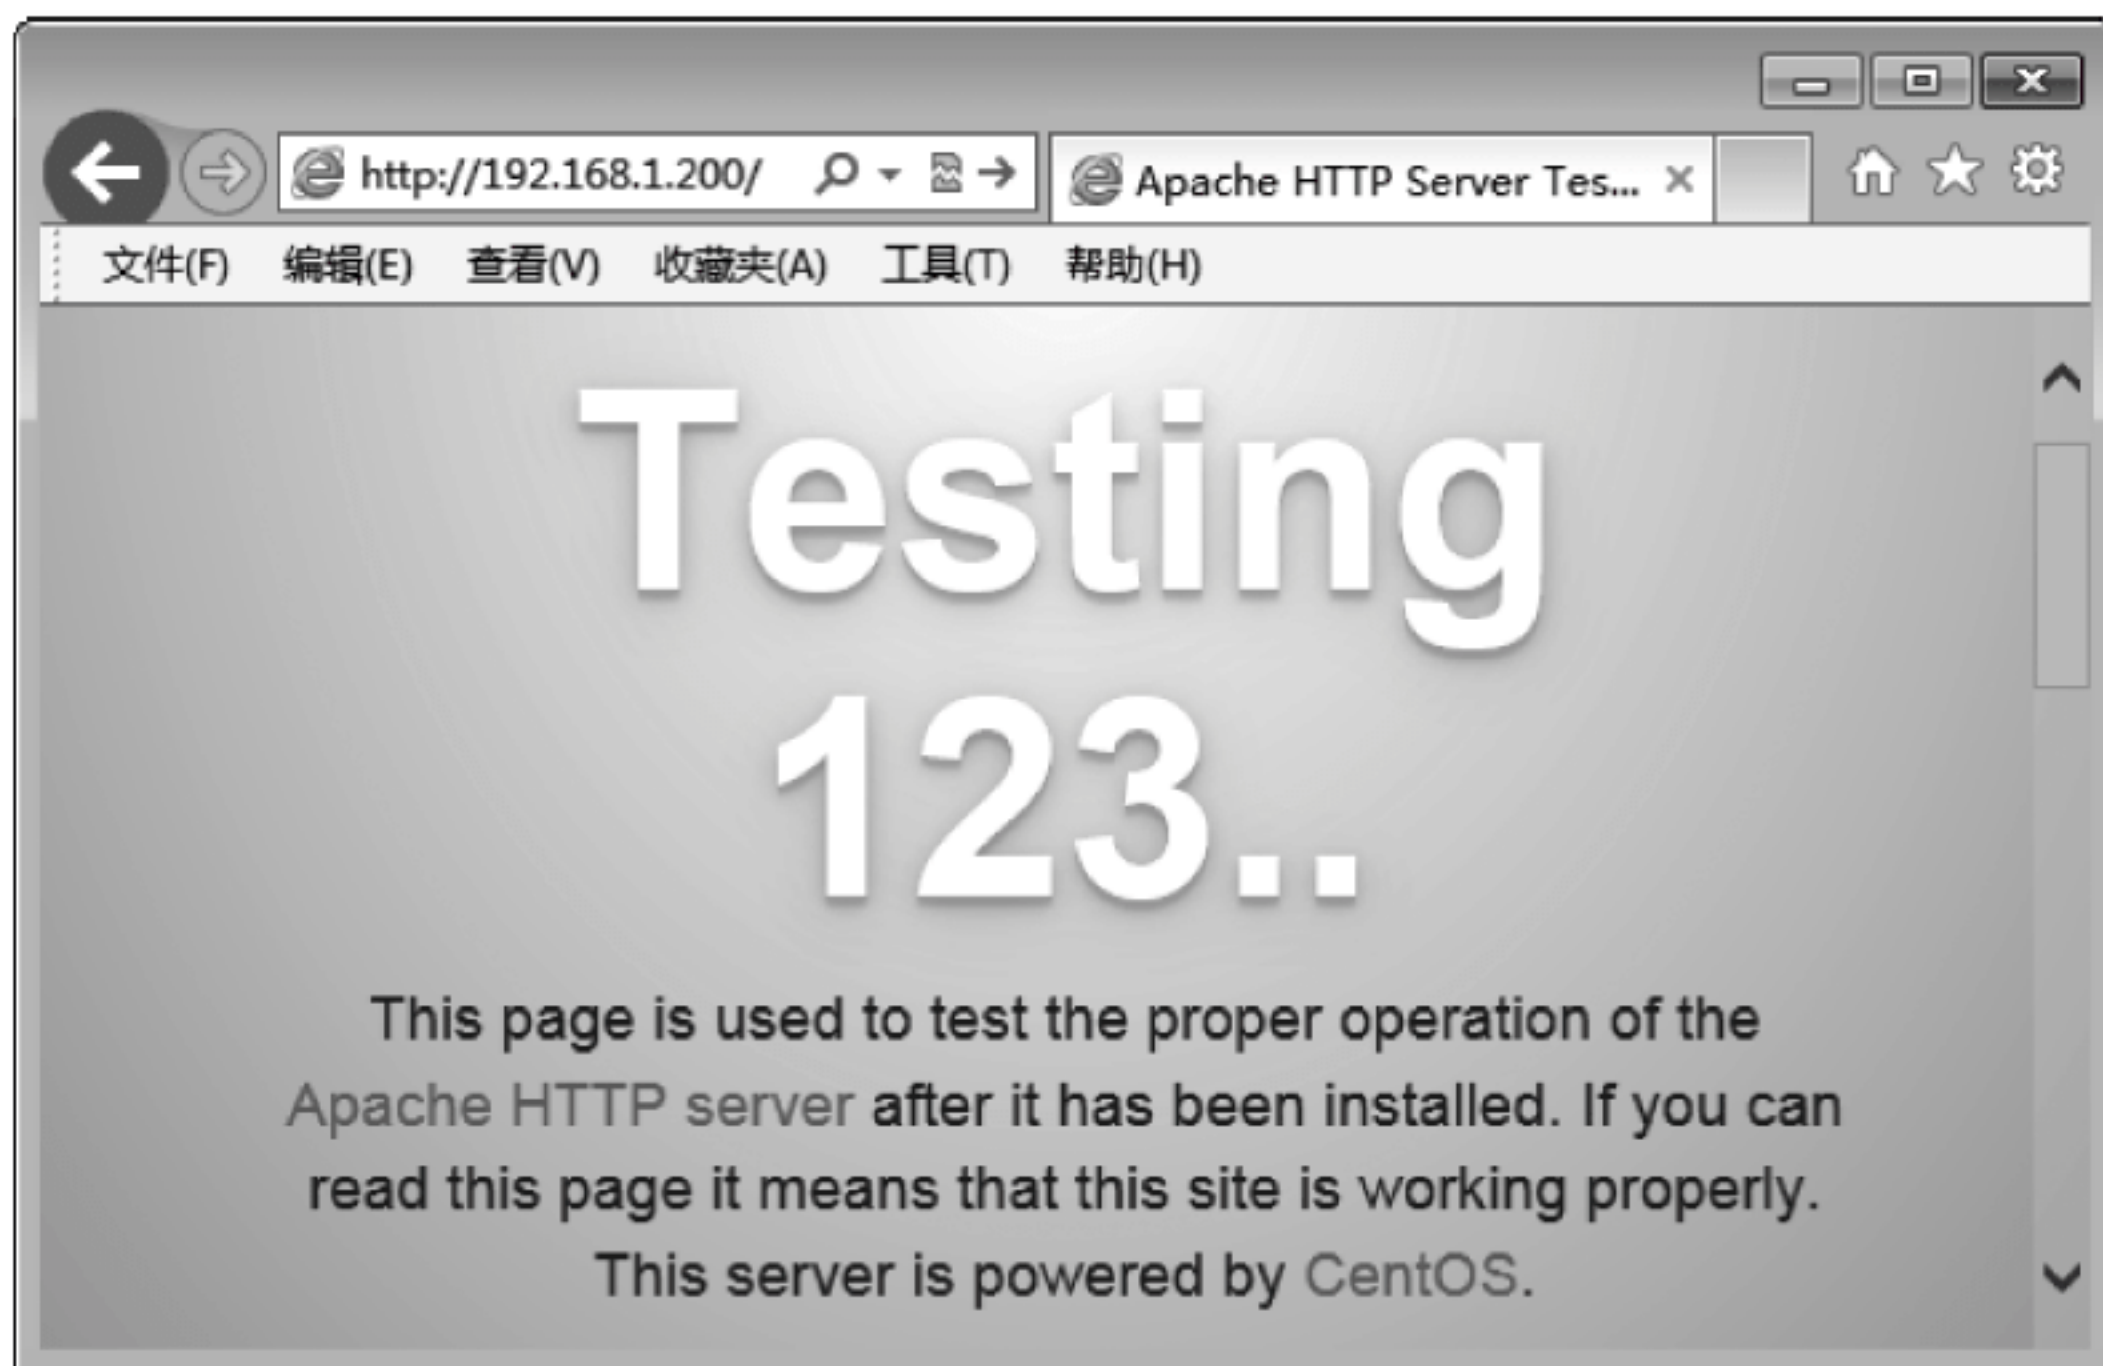 http://192.168.1.200/
Apache HTTP Server Tes...
文件(F) 编辑(E) 查看(V) 收藏夹(A) 工具(T) 帮助(H)
Testing
123..
This page is used to test the proper operation of the
Apache HTTP server after it has been installed. If you can
read this page it means that this site is working properly.
This server is powered by CentOS.